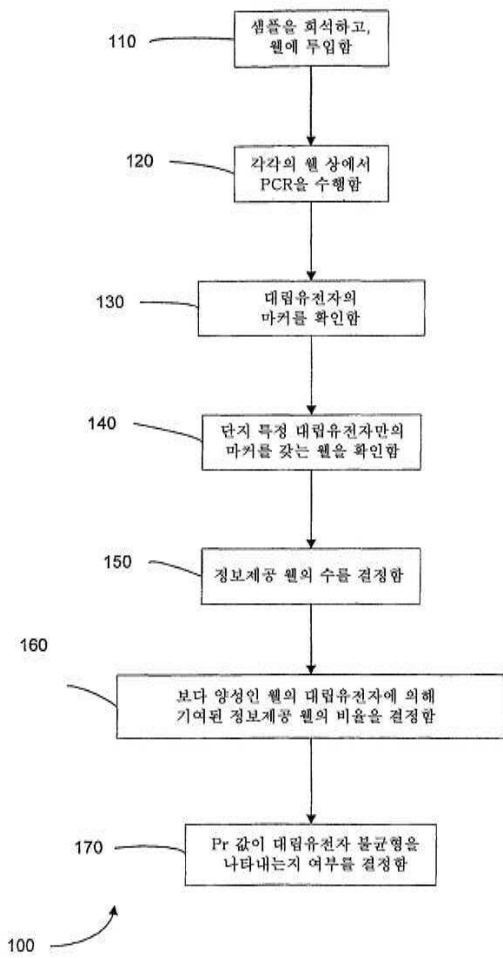 110
샘플을 희석하고,
웰에 투입함
120
각각의 웰 상에서
PCR을 수행함
130
대립유전자의
마커를 확인함
140
단지 특정 대립유전자만의
마커를 갖는 웰을 확인함
150
정보제공 웰의 수를 결정함
160
보다 양성인 웰의 대립유전자에 의해
기여된 정보제공 웰의 비율을 결정함
170
Pr 값이 대립유전자 불균형을
나타내는지 여부를 결정함
100